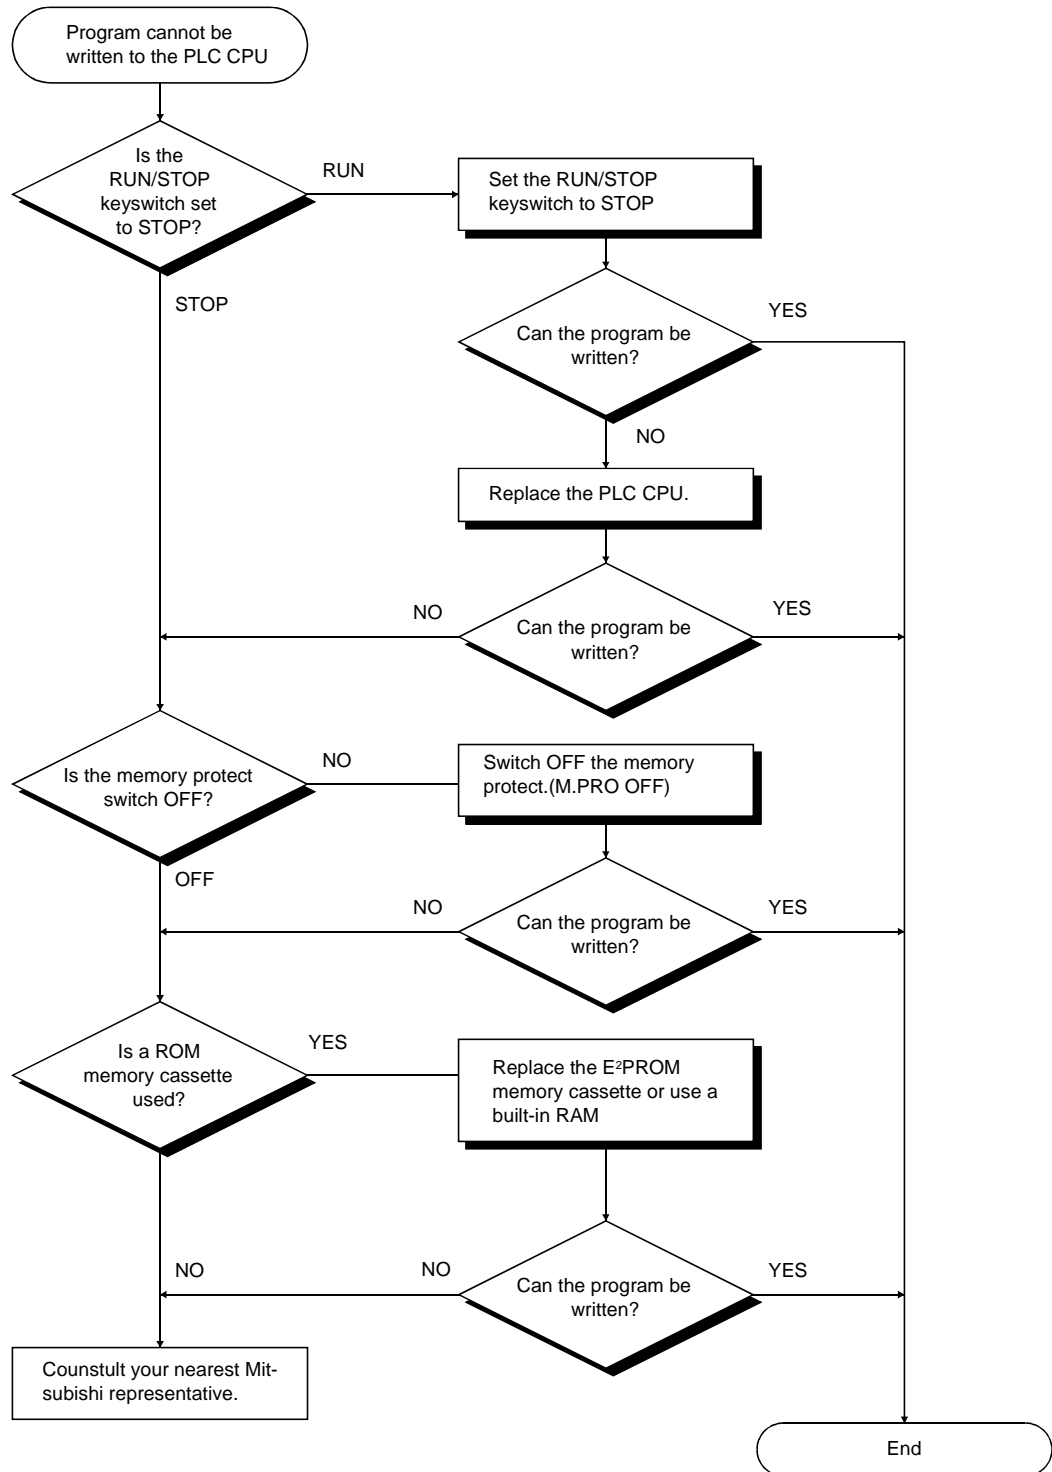 Program cannot be
written to the PLC CPU
Is the
RUN/STOP
keyswitch set
to STOP?
RUN
Set the RUN/STOP
keyswitch to STOP
STOP
Can the program be
written?
YES
NO
Replace the PLC CPU.
NO
Can the program be
written?
YES
Is the memory protect
switch OFF?
NO
Switch OFF the memory
protect.(M.PRO OFF)
OFF
NO
Can the program be
written?
YES
Is a ROM
memory cassette
used?
YES
Replace the E²PROM
memory cassette or use a
built-in RAM
NO
NO
Can the program be
written?
YES
Counstult your nearest Mit-
subishi representative.
End